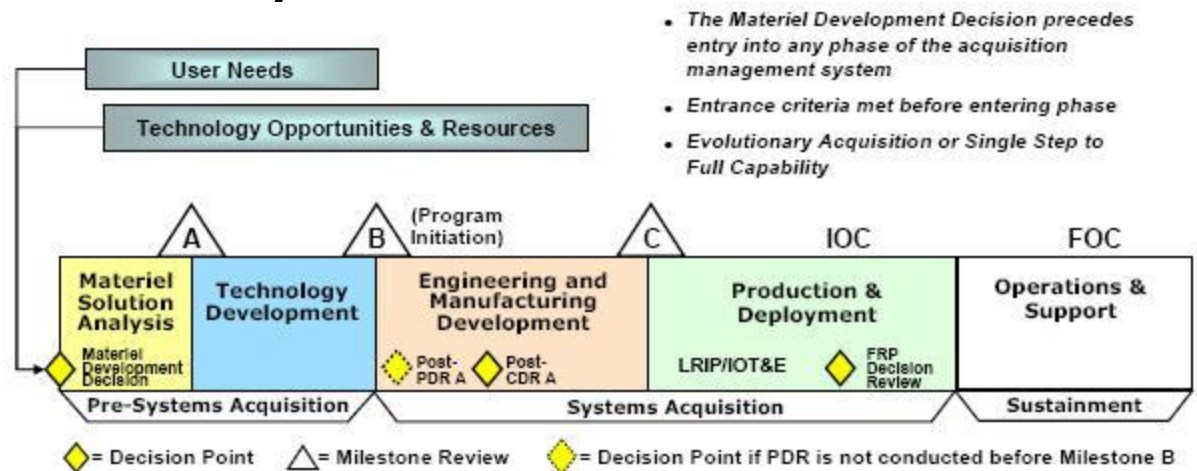 • The Materiel Development Decision precedes
entry into any phase of the acquisition
management system
• Entrance criteria met before entering phase
• Evolutionary Acquisition or Single Step to
Full Capability
User Needs
Technology Opportunities & Resources
A
B
(Program
Initiation)
C
IOC
FOC
Materiel
Solution
Analysis
Materiel
Development
Decision
Technology
Development
Engineering and
Manufacturing
Development
Post-
PDR A
Post-
CDR A
Production &
Deployment
LRIP/IOT&E
FRP
Decision
Review
Operations &
Support
Pre-Systems Acquisition
Systems Acquisition
Sustainment
= Decision Point
= Milestone Review
= Decision Point if PDR is not conducted before Milestone B